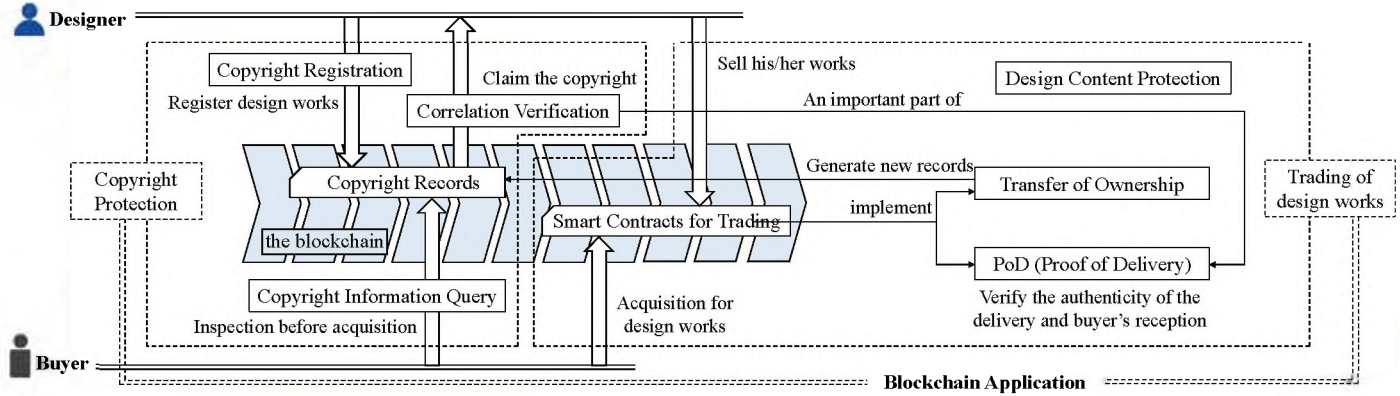 Designer
Copyright Registration
Register design works
Claim the copyright
Correlation Verification
Sell his/her works
Design Content Protection
An important part of
Copyright
Protection
Copyright Records
Generate new records
Transfer of Ownership
Trading of
design works
Smart Contracts for Trading
implement
the blockchain
PoD (Proof of Delivery)
Copyright Information Query
Inspection before acquisition
Acquisition for
design works
Verify the authenticity of the
delivery and buyer’s reception
Buyer
Blockchain Application